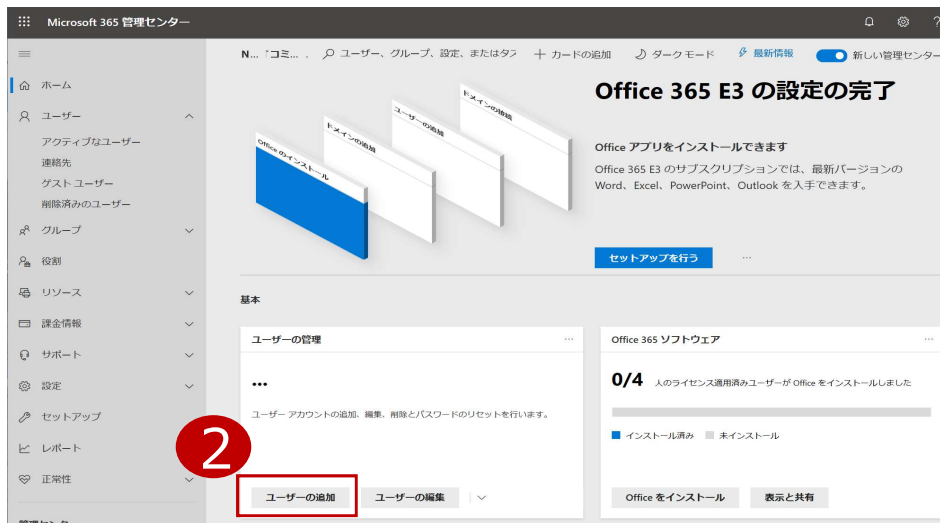 Microsoft 365 管理センター
?
N... 「コミ... .
ユーザー、グループ、設定、またはタス
カードの追加
ダーク モード
最新情報
新しい管理センター
ホーム
ユーザー
アクティブなユーザー
連絡先
ゲスト ユーザー
削除済みのユーザー
グループ
役割
リソース
課金情報
サポート
設定
セットアップ
レポート
正常性
Office のインストール
ドメインの追加
ユーザーの追加
ドメインの接続
Office 365 E3 の設定の完了
Office アプリをインストールできます
Office 365 E3 のサブスクリプションでは、最新バージョンの
Word、Excel、PowerPoint、Outlook を入手できます。
セットアップを行う
...
基本
ユーザーの管理
...
...
ユーザー アカウントの追加、編集、削除とパスワードのリセットを行います。
2
ユーザーの追加
ユーザーの編集
Office 365 ソフトウェア
...
0/4 人のライセンス適用済みユーザーが Office をインストールしました
インストール済み
未インストール
Office をインストール
表示と共有